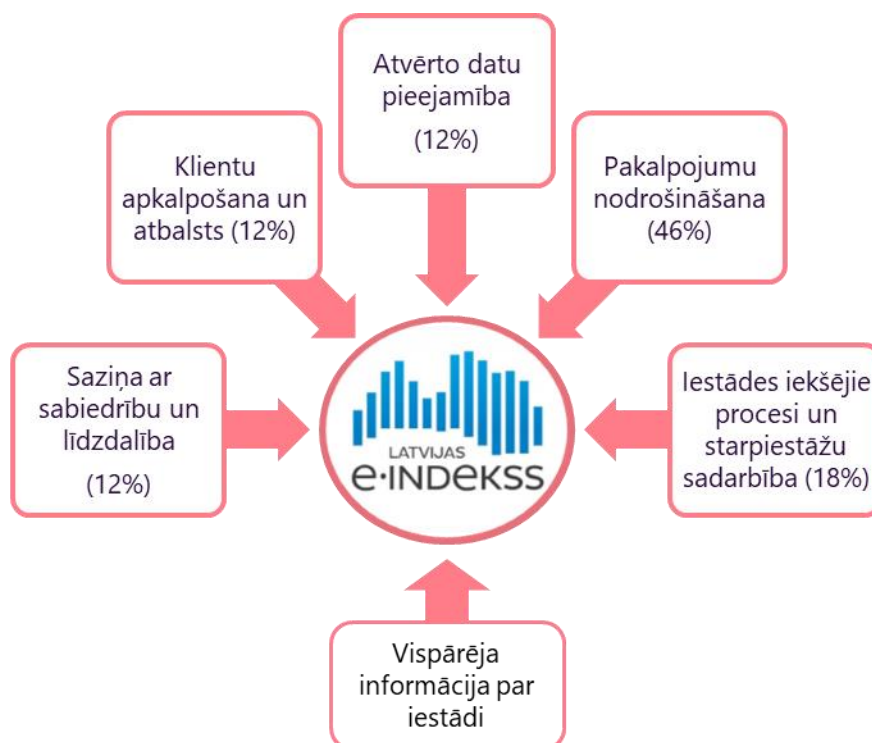 Atvērto datu
pieejamība
(12%)
Klientu
apkalpošana un
atbalsts (12%)
Pakalpojumu
nodrošināšana
(46%)
Saziņa ar
sabiedrību un
līdzdalība
(12%)
LATVIJAS
e·INDEKSS
Iestādes iekšējie
procesi un
starpiestāžu
sadarbība (18%)
Vispārēja
informācija par
iestādi